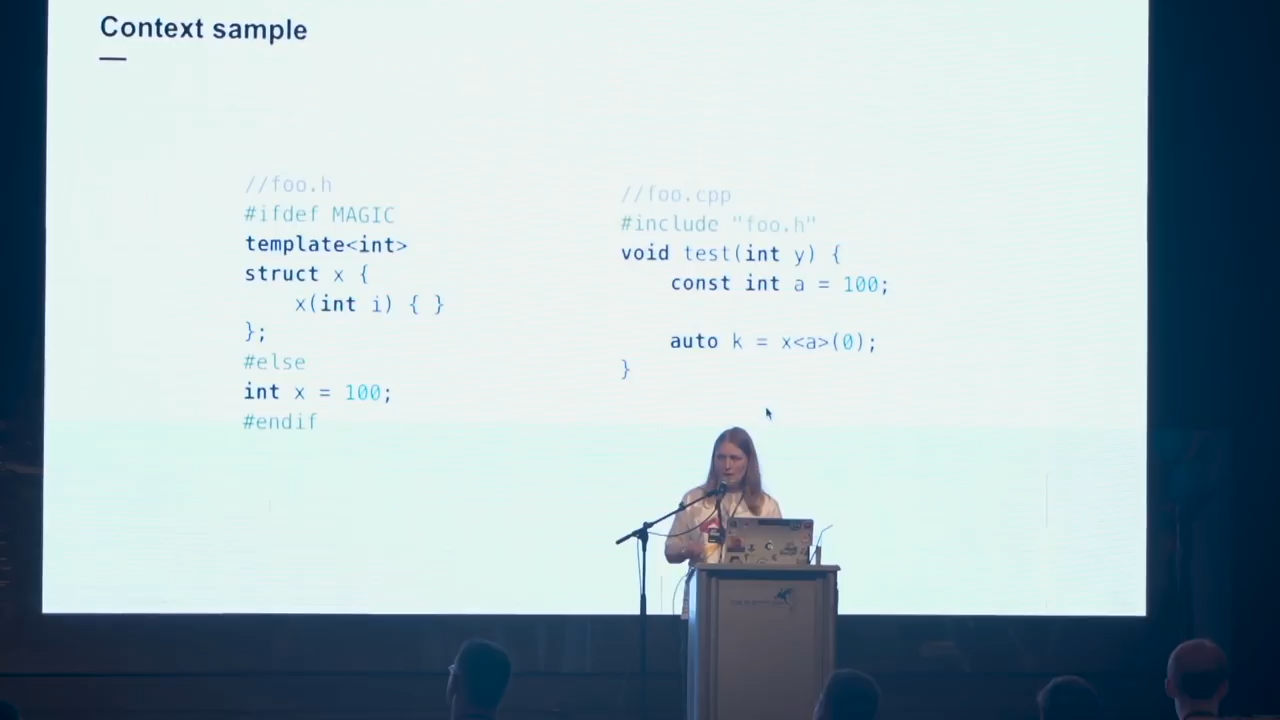 Context sample
//foo.h
#ifdef MAGIC
template<int>
struct x {
    x(int i) { }
};
#else
int x = 100;
#endif
//foo.cpp
#include "foo.h"
void test(int y) {
    const int a = 100;
    auto k = x<a>(0);
}